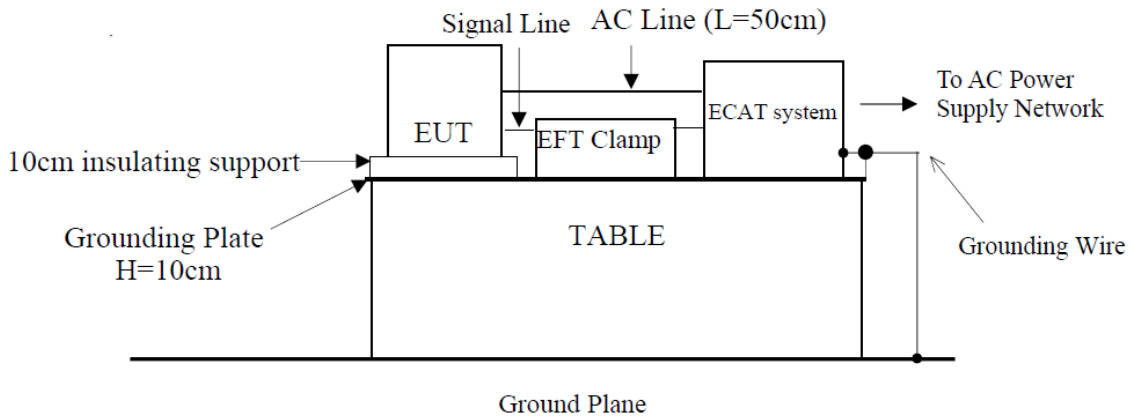 Signal Line
AC Line (L=50cm)
To AC Power
Supply Network
ECAT system
EUT
EFT Clamp
10cm insulating support
Grounding Plate
H=10cm
TABLE
Grounding Wire
Ground Plane